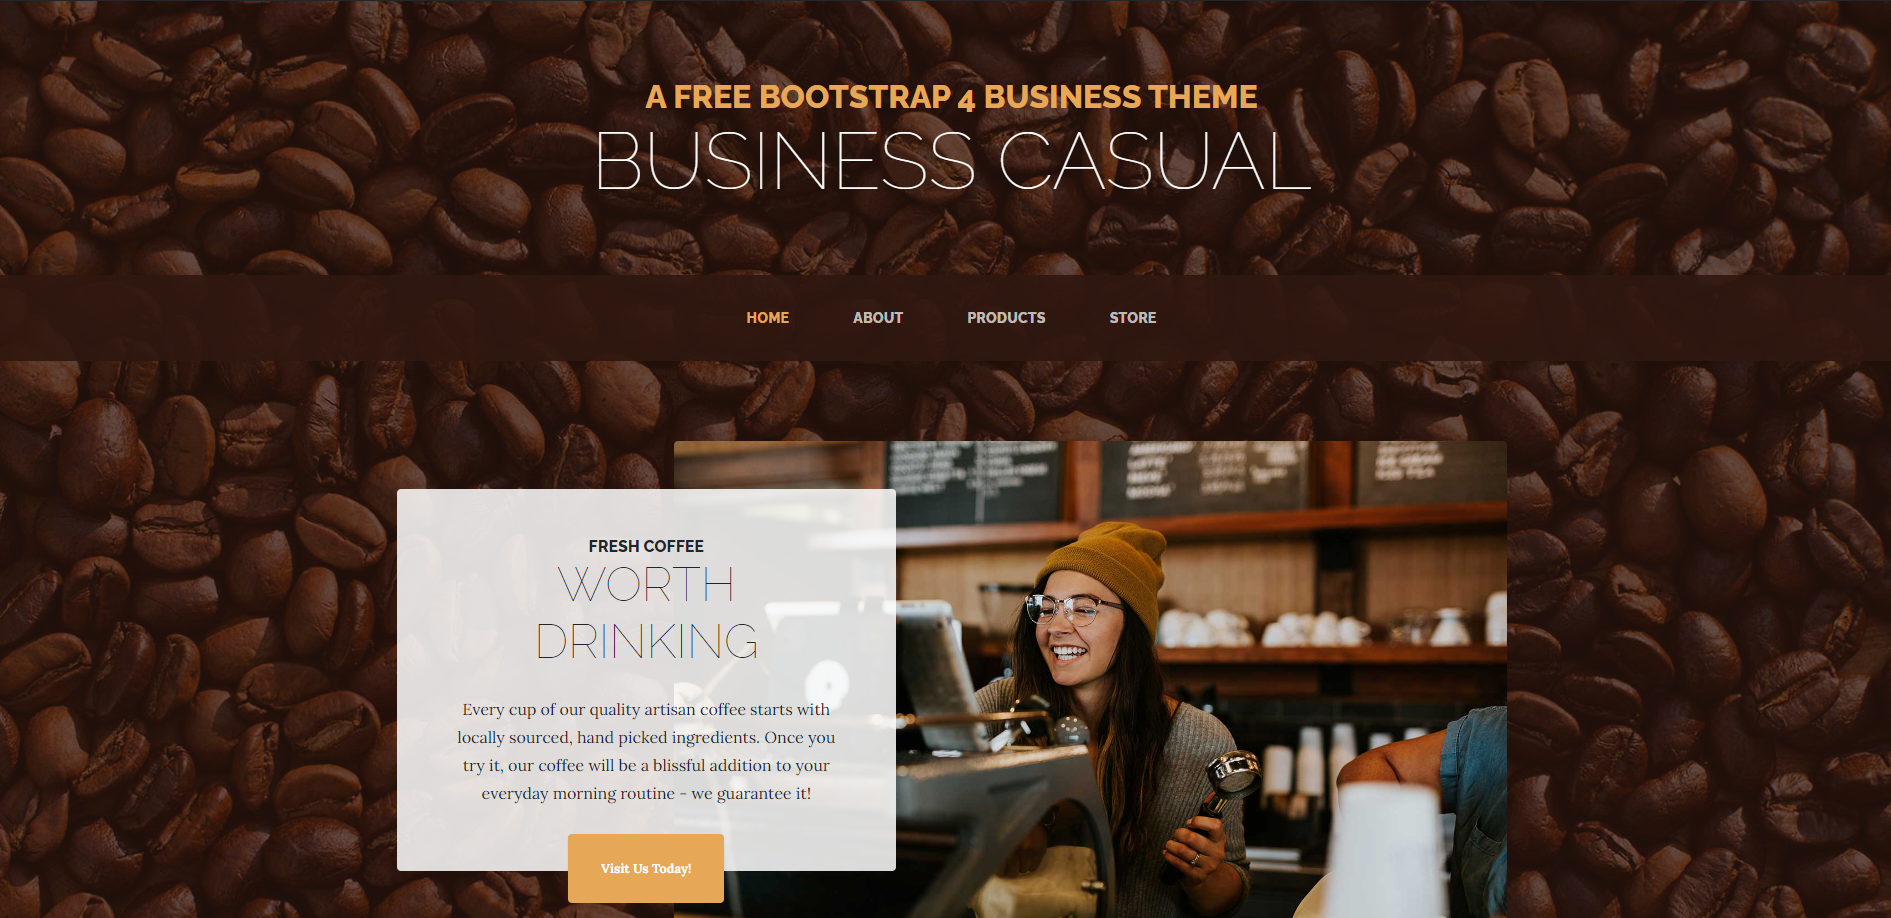 A FREE BOOTSTRAP 4 BUSINESS THEME
BUSINESS CASUAL
HOME ABOUT PRODUCTS STORE
FRESH COFFEE
WORTH
DRINKING
Every cup of our quality artisan coffee starts with
locally sourced, hand picked ingredients. Once you
try it, our coffee will be a blissful addition to your
everyday morning routine - we guarantee it!
Visit Us Today!